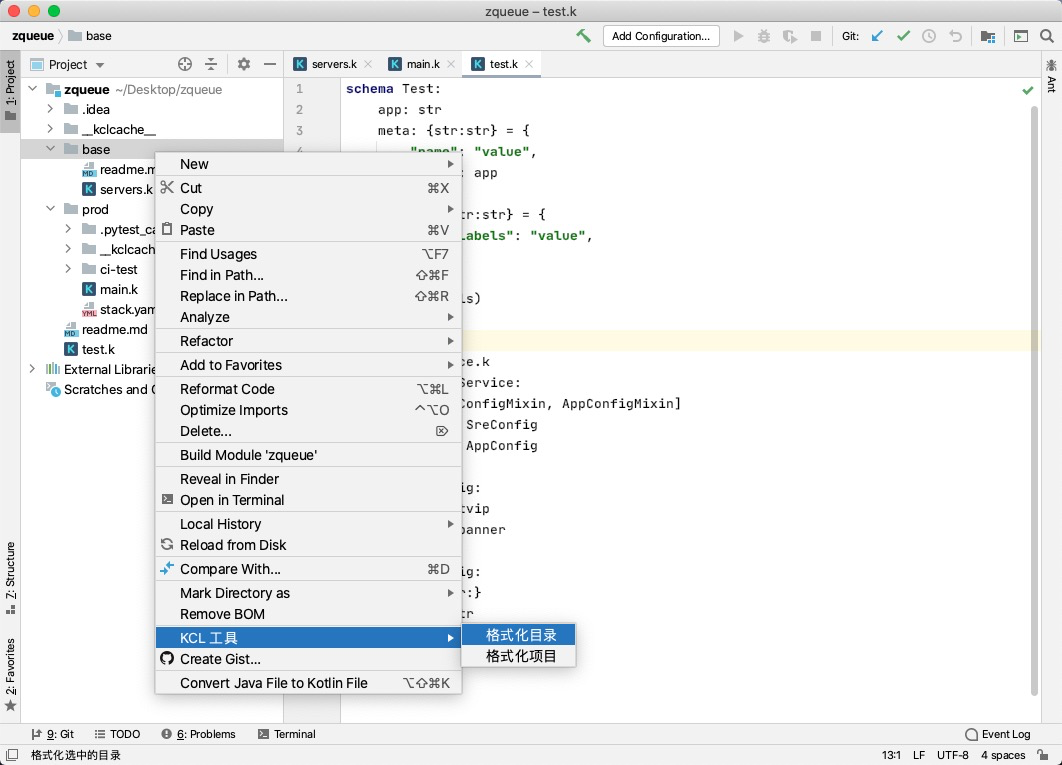 zqueue – test.k
zqueue base
Add Configuration...
Git:
1: Project
Project
servers.k
main.k
test.k
Ant
zqueue ~/Desktop/zqueue
.idea
__kclcache__
base
readme.m
servers.k
prod
.pytest_ca
__kclcach
ci-test
main.k
stack.yam
readme.md
test.k
External Librarie
Scratches and C
1 schema Test:
2 app: str
3 meta: {str:str} = {
"name": "value",
: app
tr:str} = {
labels": "value",
ls)
ce.k
Service:
ConfigMixin, AppConfigMixin]
SreConfig
AppConfig
ig:
tvip
panner
ig:
r:}
tr
New
Cut ⌘X
Copy
Paste ⌘V
Find Usages ⌥F7
Find in Path... ⇧⌘F
Replace in Path... ⇧⌘R
Analyze
Refactor
Add to Favorites
Reformat Code ⌥⌘L
Optimize Imports ^⌥O
Delete... ⌦
Build Module 'zqueue'
Reveal in Finder
Open in Terminal
Local History
Reload from Disk
Compare With... ⌘D
Mark Directory as
Remove BOM
KCL 工具
Create Gist...
Convert Java File to Kotlin File ⌥⇧⌘K
格式化目录
格式化项目
Z: Structure
2: Favorites
9: Git
TODO
6: Problems
Terminal
Event Log
格式化选中的目录
13:1 LF UTF-8 4 spaces